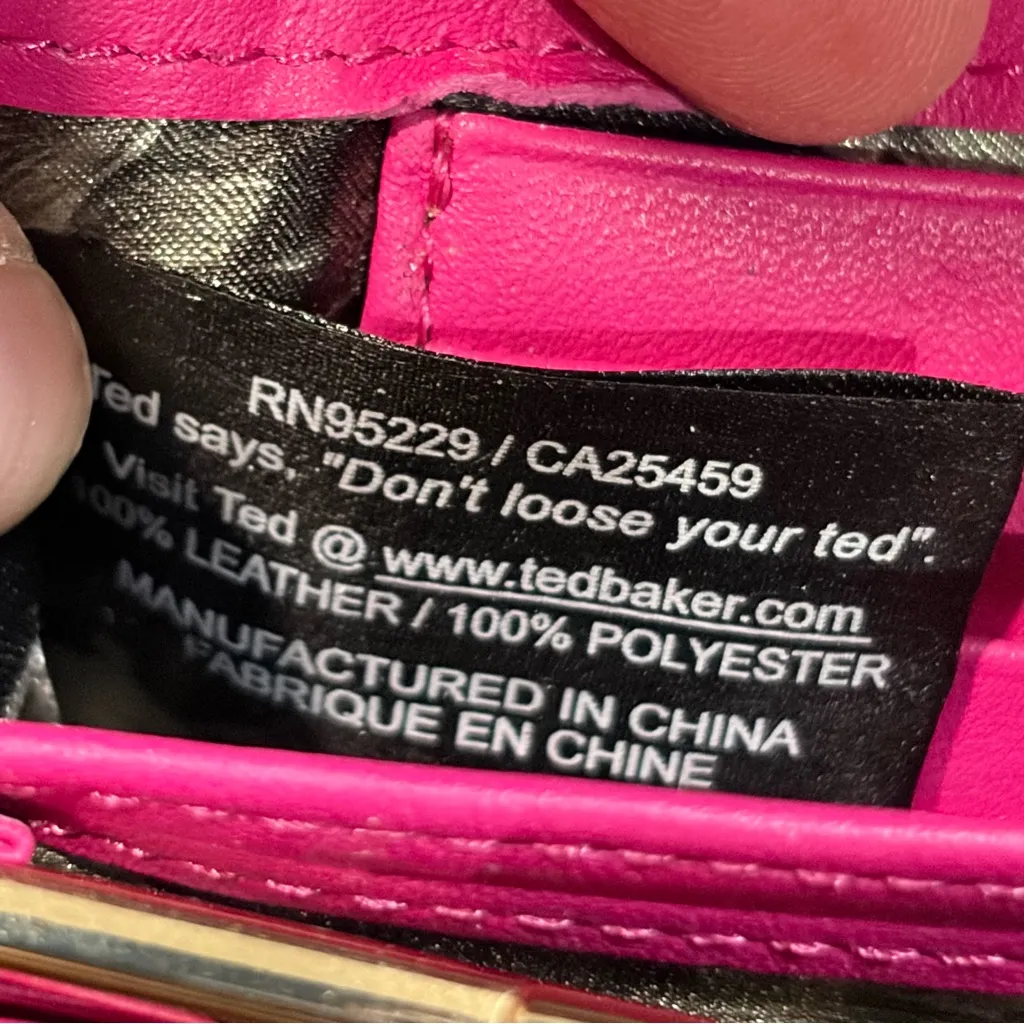 RN95229 / CA25459
Ted says, "Don't loose your ted".
Visit Ted @ www.tedbaker.com
100% LEATHER / 100% POLYESTER
MANUFACTURED IN CHINA
FABRIQUE EN CHINE